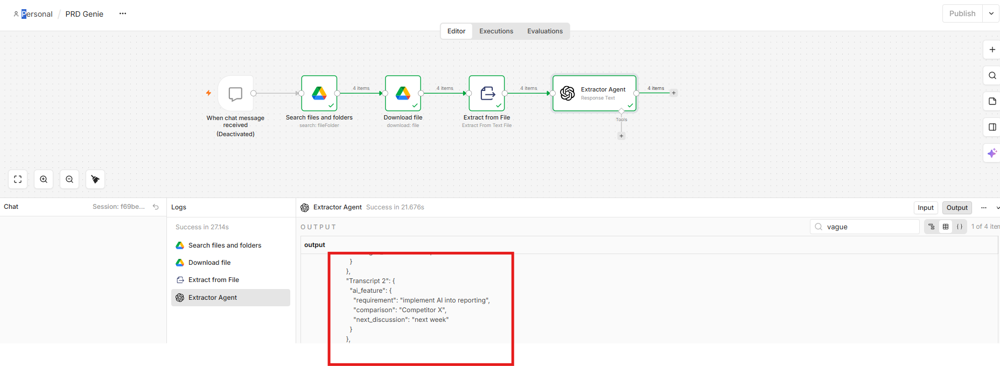 Personal / PRD Genie ...
Publish
Editor Executions Evaluations
4 items 4 items 4 items 4 items
Extractor Agent
Response Text
Tools
When chat message received
(Deactivated)
Search files and folders
search: fileFolder
Download file
download: file
Extract from File
Extract From Text File
Chat
Session: f69be...
Logs
Success in 27.14s
Search files and folders
Download file
Extract from File
Extractor Agent
Extractor Agent Success in 21.676s
Input Output ...
OUTPUT
vague
1 of 4
output
}
},
"Transcript 2": {
"ai_feature": {
"requirement": "implement AI into reporting",
"comparison": "Competitor X",
"next_discussion": "next week"
}
},